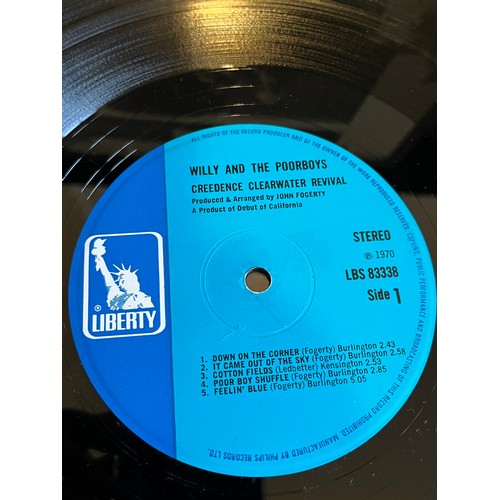 ALL RIGHTS OF THE RECORD PRODUCER AND OF THE OWNER OF THE WORK REPRODUCED RESERVED. COPYING, PUBLIC PERFORMANCE AND BROADCASTING OF THIS RECORD PROHIBITED. MANUFACTURED BY PHILIPS RECORDS LTD.
WILLY AND THE POORBOYS
CREEDENCE CLEARWATER REVIVAL
Produced & Arranged by JOHN FOGERTY
A Product of Debut of California
STEREO
℗ 1970
LBS 83338
Side 1
® LIBERTY
1. DOWN ON THE CORNER (Fogerty) Burlington 2.43
2. IT CAME OUT OF THE SKY (Fogerty) Burlington 2.58
3. COTTON FIELDS (Ledbetter) Kensington 2.53
4. POOR BOY SHUFFLE (Fogerty) Burlington 2.85
5. FEELIN' BLUE (Fogerty) Burlington 5.05